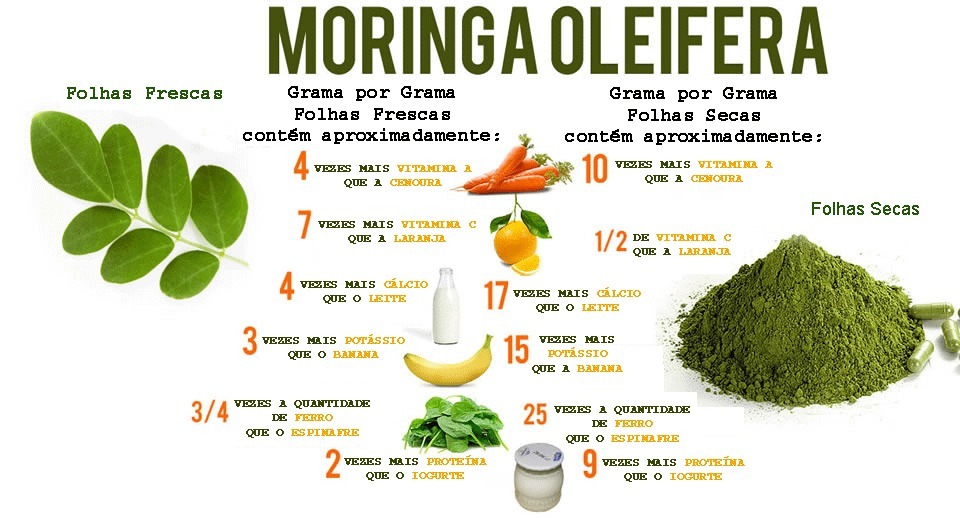 MORINGA OLEIFERA
Folhas Frescas
Grama por Grama
Folhas Frescas
contém aproximadamente:
4 VEZES MAIS VITAMINA A
QUE A CENOURA
7 VEZES MAIS VITAMINA C
QUE A LARANJA
4 VEZES MAIS CÁLCIO
QUE O LEITE
3 VEZES MAIS POTÁSSIO
QUE O BANANA
3/4 VEZES A QUANTIDADE
DE FERRO
QUE O ESPINAFRE
2 VEZES MAIS PROTEÍNA
QUE O IOGURTE
Grama por Grama
Folhas Secas
contém aproximadamente:
10 VEZES MAIS VITAMINA A
QUE A CENOURA
1/2 DE VITAMINA C
QUE A LARANJA
17 VEZES MAIS CÁLCIO
QUE O LEITE
15 VEZES MAIS
POTÁSSIO
QUE A BANANA
25 VEZES A QUANTIDADE
DE FERRO
QUE O ESPINAFRE
9 VEZES MAIS PROTEÍNA
QUE O IOGURTE
Folhas Secas